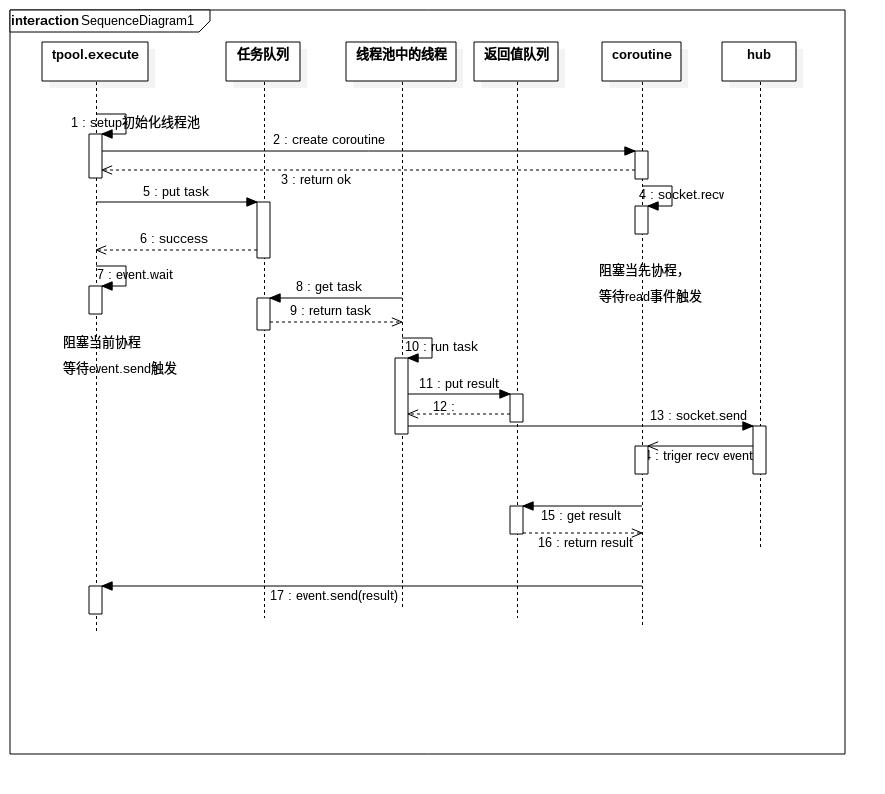 interaction SequenceDiagram1
tpool.execute
任务队列
线程池中的线程
返回值队列
coroutine
hub
1 : setup初始化线程池
2 : create coroutine
3 : return ok
5 : put task
4 : socket.recv
6 : success
7 : event.wait
阻塞当先协程，
等待read事件触发
8 : get task
9 : return task
阻塞当前协程
等待event.send触发
10 : run task
11 : put result
12 :
13 : socket.send
4 : triger recv event
15 : get result
16 : return result
17 : event.send(result)